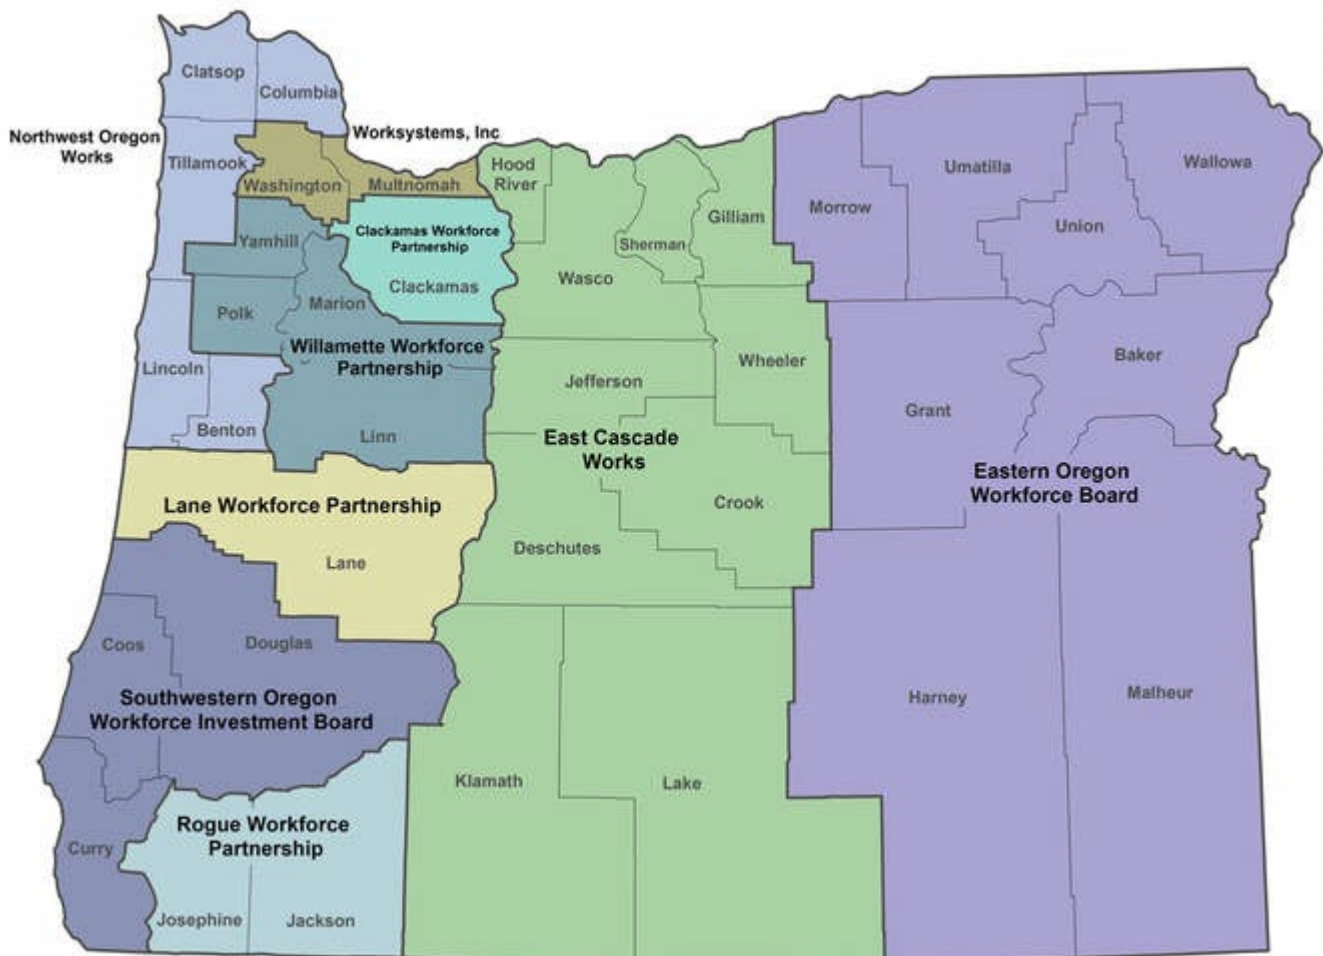 Clatsop
Columbia
Northwest Oregon
Works
Worksystems, Inc
Tillamook
Washington
Multnomah
Hood
River
Gilliam
Sherman
Wasco
Morrow
Umatilla
Union
Wallowa
Yamhill
Clackamas Workforce
Partnership
Clackamas
Polk
Marion
Willamette Workforce
Partnership
Lincoln
Benton
Linn
Jefferson
Wheeler
Grant
Baker
East Cascade
Works
Crook
Deschutes
Eastern Oregon
Workforce Board
Lane Workforce Partnership
Lane
Coos
Douglas
Southwestern Oregon
Workforce Investment Board
Harney
Malheur
Klamath
Lake
Rogue Workforce
Partnership
Curry
Josephine
Jackson